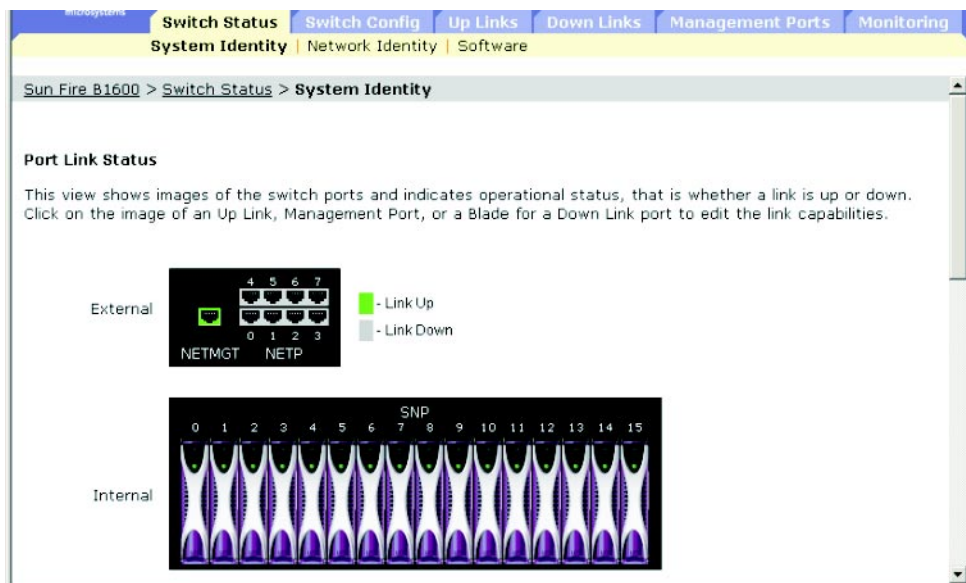 microsystems
Switch Status Switch Config Up Links Down Links Management Ports Monitoring
System Identity | Network Identity | Software
Sun Fire B1600 > Switch Status > System Identity
Port Link Status
This view shows images of the switch ports and indicates operational status, that is whether a link is up or down.
Click on the image of an Up Link, Management Port, or a Blade for a Down Link port to edit the link capabilities.
External
4 5 6 7
0 1 2 3
NETMGT NETP
- Link Up
- Link Down
SNP
0 1 2 3 4 5 6 7 8 9 10 11 12 13 14 15
Internal